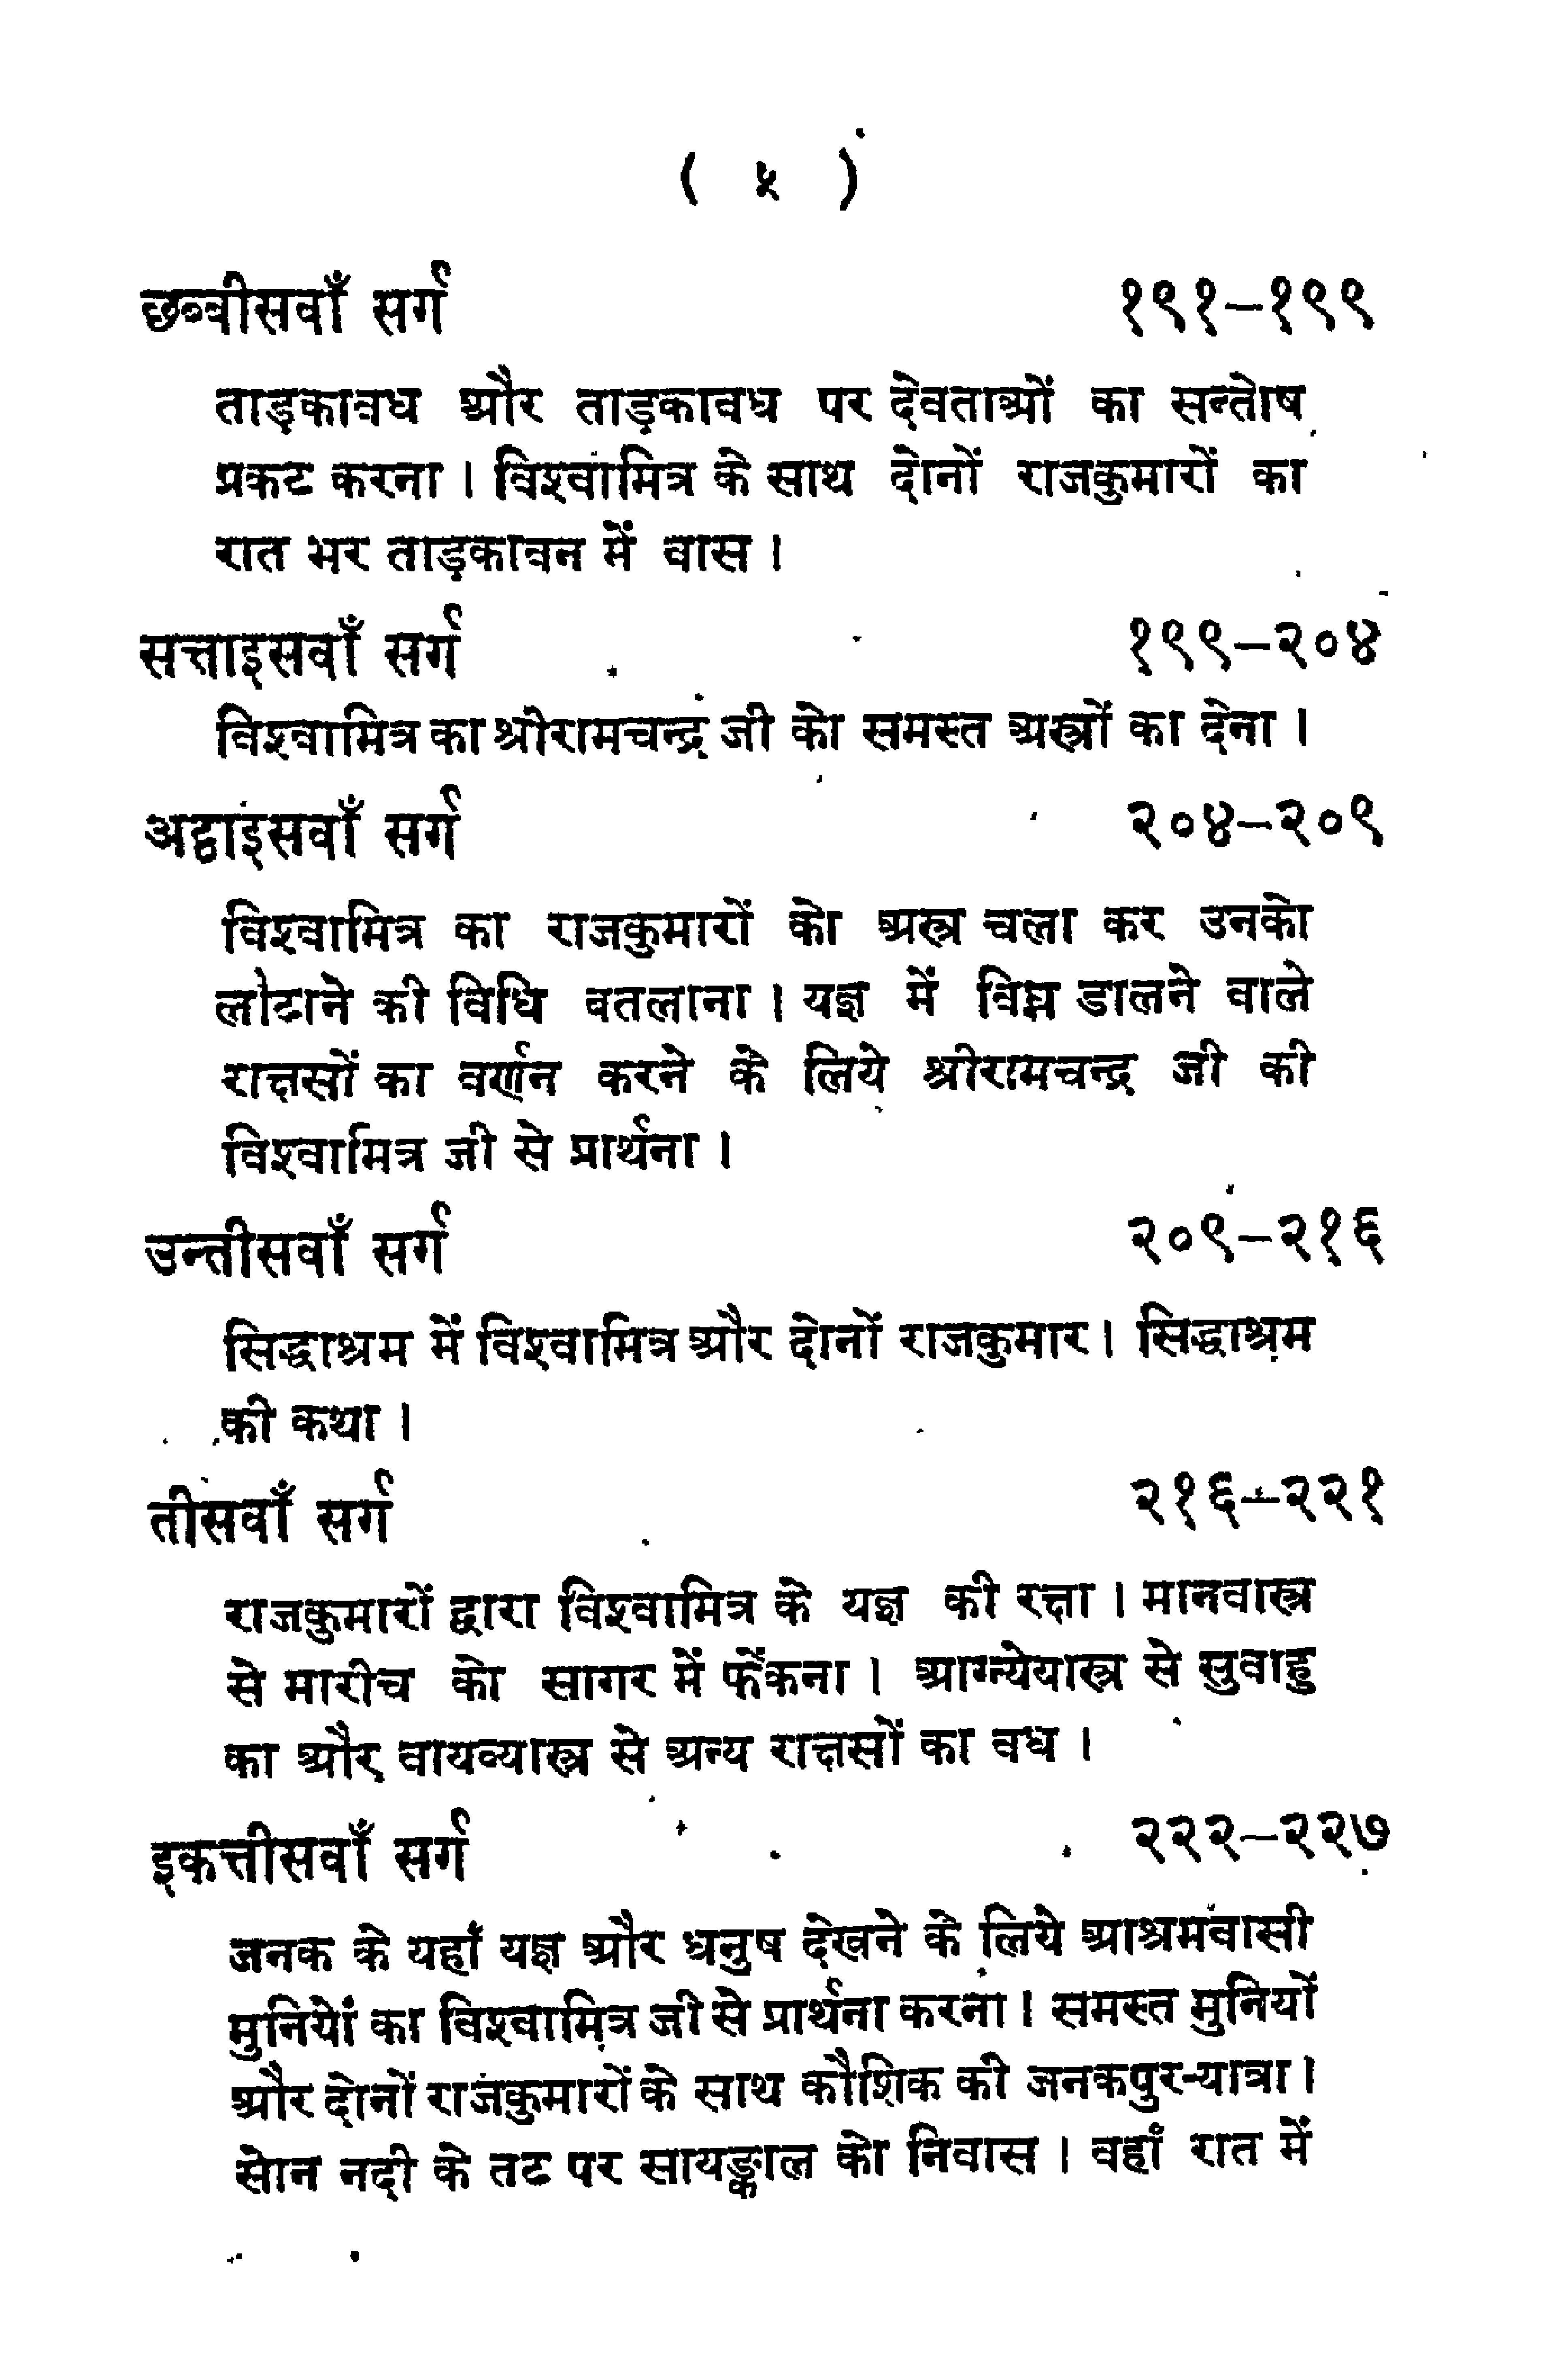 ( ५ )
छब्बीसवाँ सर्ग १९१–१९९
ताड़कावध और ताड़कावध पर देवताओं का सन्तोष
प्रकट करना । विश्वामित्र के साथ दोनों राजकुमारों का
रात भर ताड़कावन में वास ।
सत्ताइसवाँ सर्ग १९९–२०४
विश्वामित्र का श्रीरामचन्द्र जी को समस्त अस्त्रों का देना ।
अट्ठाइसवाँ सर्ग २०४–२०९
विश्वामित्र का राजकुमारों को अस्त्र चला कर उनको
लौटाने की विधि बतलाना । यज्ञ में विघ्न डालने वाले
राक्षसों का वर्णन करने के लिये श्रीरामचन्द्र जी की
विश्वामित्र जी से प्रार्थना ।
उन्तीसवाँ सर्ग २०९–२१६
सिद्धाश्रम में विश्वामित्र और दोनों राजकुमार । सिद्धाश्रम
की कथा ।
तीसवाँ सर्ग २१६–२२१
राजकुमारों द्वारा विश्वामित्र के यज्ञ की रक्षा । मानवास्त्र
से मारीच को सागर में फेंकना । आग्न्येयास्त्र से सुबाहु
का और वायव्यास्त्र से अन्य राक्षसों का वध ।
इकत्तीसवाँ सर्ग २२२–२२७
जनक के यहाँ यज्ञ और धनुष देखने के लिये आश्रमवासी
मुनियों का विश्वामित्र जी से प्रार्थना करना । समस्त मुनियों
और दोनों राजकुमारों के साथ कौशिक की जनकपुर-यात्रा ।
सोन नदी के तट पर सायङ्काल को निवास । वहाँ रात में